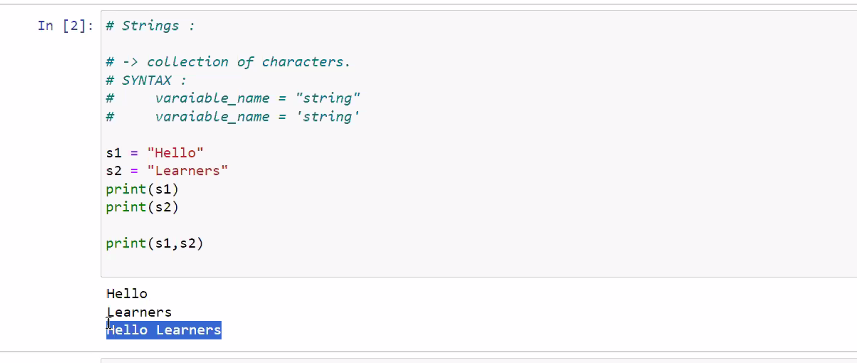 In [2]: # Strings :
# -> collection of characters.
# SYNTAX :
#     varaiable_name = "string"
#     varaiable_name = 'string'
s1 = "Hello"
s2 = "Learners"
print(s1)
print(s2)
print(s1,s2)
Hello
Learners
Hello Learners